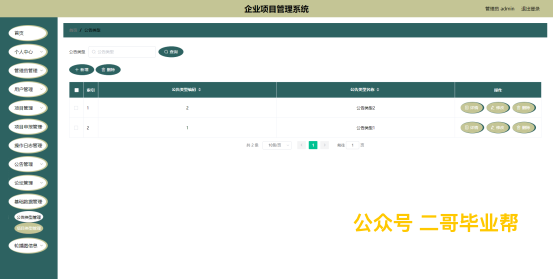 企业项目管理系统
管理员 admin 退出登录
首页
个人中心
管理员管理
用户管理
项目管理
项目申报管理
操作日志管理
公告管理
论坛管理
基础数据管理
公告类型管理
轮播图信息
公告类型
公告类型
查询
+ 新增 删除
索引 公告类型编码 公告类型名称 操作
1 2 公告类型2 详情 修改 删除
2 1 公告类型1 详情 修改 删除
共 2 条 10条/页 < 1 > 前往 1 页
公众号 二哥毕业帮